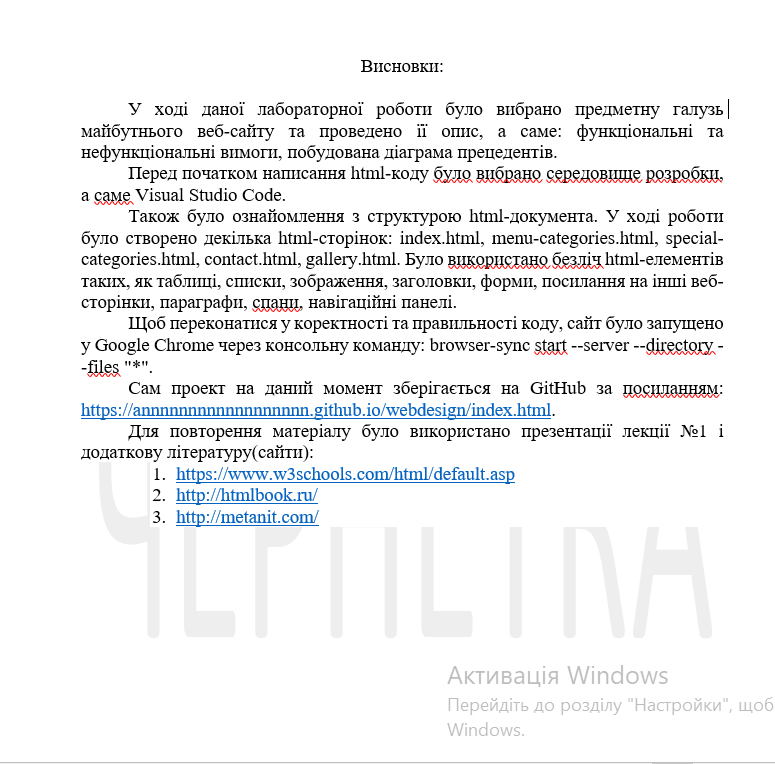 Висновки:
У ході даної лабораторної роботи було вибрано предметну галузь
майбутнього веб-сайту та проведено її опис, а саме: функціональні та
нефункціональні вимоги, побудована діаграма прецедентів.
Перед початком написання html-коду було вибрано середовище розробки,
а саме Visual Studio Code.
Також було ознайомлення з структурою html-документа. У ході роботи
було створено декілька html-сторінок: index.html, menu-categories.html, special-
categories.html, contact.html, gallery.html. Було використано безліч html-елементів
таких, як таблиці, списки, зображення, заголовки, форми, посилання на інші веб-
сторінки, параграфи, спани, навігаційні панелі.
Щоб переконатися у коректності та правильності коду, сайт було запущено
у Google Chrome через консольну команду: browser-sync start --server --directory -
-files "*".
Сам проект на даний момент зберігається на GitHub за посиланням:
https://annnnnnnnnnnnnnnnnn.github.io/webdesign/index.html.
Для повторення матеріалу було використано презентації лекції №1 і
додаткову літературу(сайти):
1. https://www.w3schools.com/html/default.asp
2. http://htmlbook.ru/
3. http://metanit.com/
ЧЕРНЕТКА
Активація Windows
Перейдіть до розділу "Настройки", щоб
Windows.